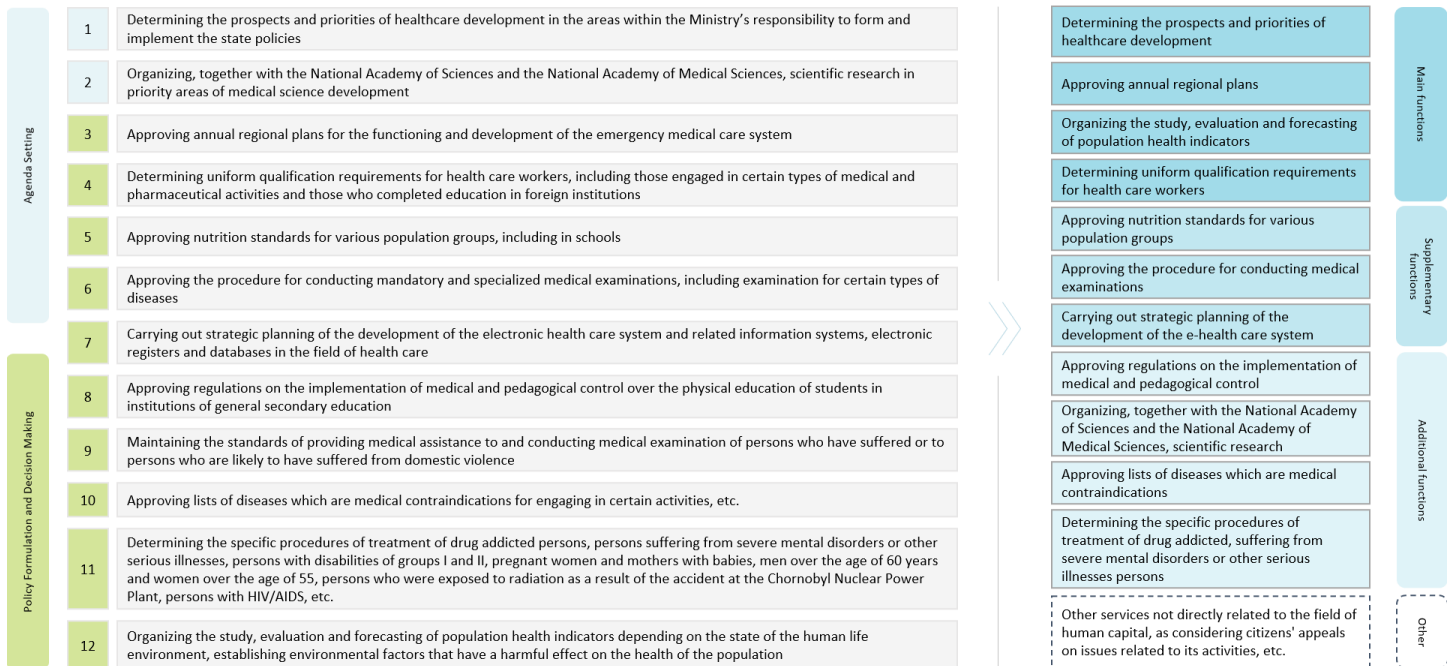 Agenda Setting
Policy Formulation and Decision Making
1
Determining the prospects and priorities of healthcare development in the areas within the Ministry's responsibility to form and
implement the state policies
2
Organizing, together with the National Academy of Sciences and the National Academy of Medical Sciences, scientific research in
priority areas of medical science development
3
Approving annual regional plans for the functioning and development of the emergency medical care system
4
Determining uniform qualification requirements for health care workers, including those engaged in certain types of medical and
pharmaceutical activities and those who completed education in foreign institutions
5
Approving nutrition standards for various population groups, including in schools
6
Approving the procedure for conducting mandatory and specialized medical examinations, including examination for certain types of
diseases
7
Carrying out strategic planning of the development of the electronic health care system and related information systems, electronic
registers and databases in the field of health care
8
Approving regulations on the implementation of medical and pedagogical control over the physical education of students in
institutions of general secondary education
9
Maintaining the standards of providing medical assistance to and conducting medical examination of persons who have suffered or to
persons who are likely to have suffered from domestic violence
10
Approving lists of diseases which are medical contraindications for engaging in certain activities, etc.
11
Determining the specific procedures of treatment of drug addicted persons, persons suffering from severe mental disorders or other
serious illnesses, persons with disabilities of groups I and II, pregnant women and mothers with babies, men over the age of 60 years
and women over the age of 55, persons who were exposed to radiation as a result of the accident at the Chornobyl Nuclear Power
Plant, persons with HIV/AIDS, etc.
12
Organizing the study, evaluation and forecasting of population health indicators depending on the state of the human life
environment, establishing environmental factors that have a harmful effect on the health of the population
Determining the prospects and priorities of
healthcare development
Approving annual regional plans
Organizing the study, evaluation and forecasting
of population health indicators
Determining uniform qualification requirements
for health care workers
Approving nutrition standards for various
population groups
Approving the procedure for conducting medical
examinations
Carrying out strategic planning of the
development of the e-health care system
Approving regulations on the implementation of
medical and pedagogical control
Organizing, together with the National Academy
of Sciences and the National Academy of
Medical Sciences, scientific research
Approving lists of diseases which are medical
contraindications
Determining the specific procedures of
treatment of drug addicted, suffering from
severe mental disorders or other serious
illnesses persons
Other services not directly related to the field of
human capital, as considering citizens' appeals
on issues related to its activities, etc.
Main functions
Supplementary
functions
Additional functions
Other